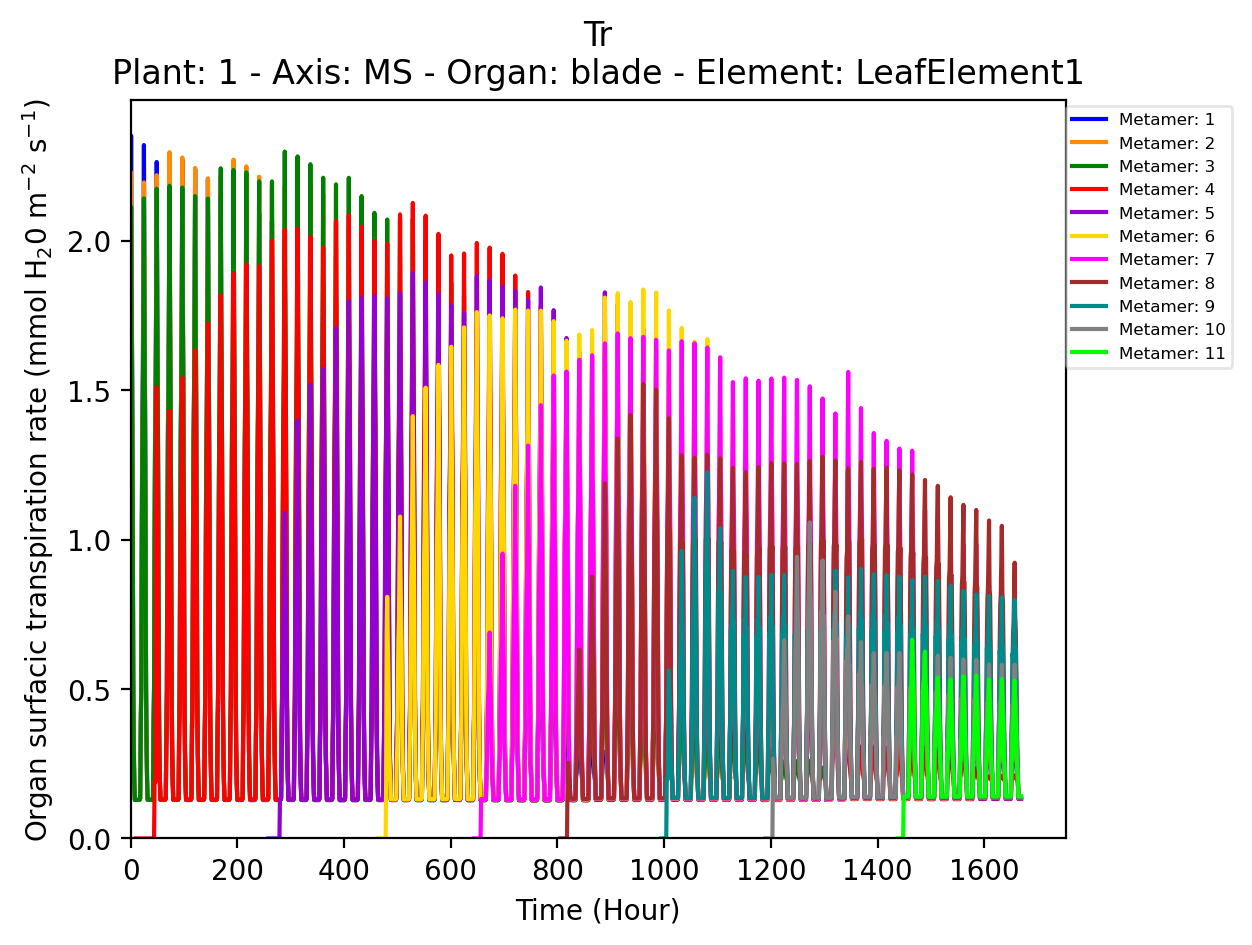 Tr
Plant: 1 - Axis: MS - Organ: blade - Element: LeafElement1
Organ surfacic transpiration rate (mmol H₂0 m⁻² s⁻¹)
2.0
1.5
1.0
0.5
0.0
0 200 400 600 800 1000 1200 1400 1600
Time (Hour)
Metamer: 1
Metamer: 2
Metamer: 3
Metamer: 4
Metamer: 5
Metamer: 6
Metamer: 7
Metamer: 8
Metamer: 9
Metamer: 10
Metamer: 11